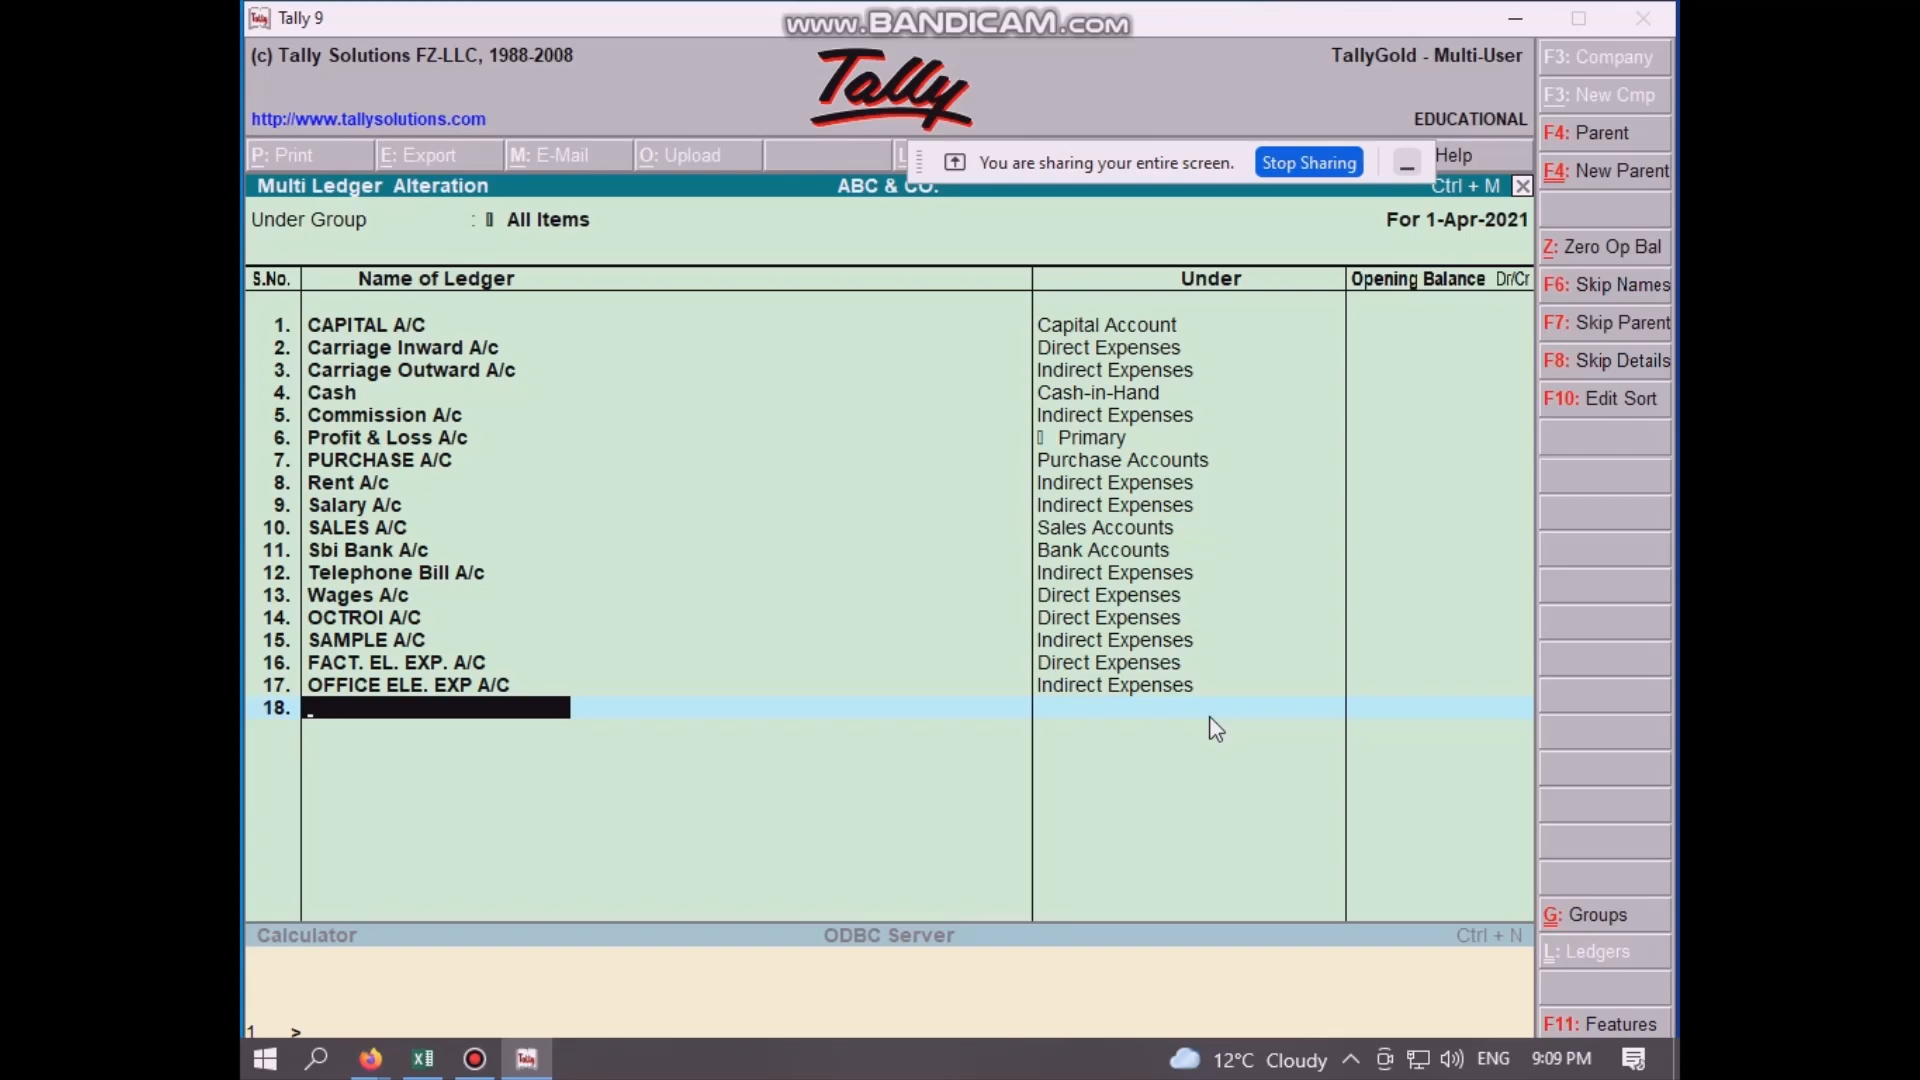 Tally 9
www.BANDICAM.com
(c) Tally Solutions FZ-LLC, 1988-2008
TallyGold - Multi-User
Tally
http://www.tallysolutions.com
EDUCATIONAL
P: Print
E: Export
M: E-Mail
O: Upload
L
You are sharing your entire screen.
Stop Sharing
Help
Multi Ledger Alteration
ABC & CO.
Ctrl + M
Under Group : All Items
For 1-Apr-2021
S.No. Name of Ledger Under Opening Balance Dr/Cr
1. CAPITAL A/C Capital Account
2. Carriage Inward A/c Direct Expenses
3. Carriage Outward A/c Indirect Expenses
4. Cash Cash-in-Hand
5. Commission A/c Indirect Expenses
6. Profit & Loss A/c Primary
7. PURCHASE A/C Purchase Accounts
8. Rent A/c Indirect Expenses
9. Salary A/c Indirect Expenses
10. SALES A/C Sales Accounts
11. Sbi Bank A/c Bank Accounts
12. Telephone Bill A/c Indirect Expenses
13. Wages A/c Direct Expenses
14. OCTROI A/C Direct Expenses
15. SAMPLE A/C Indirect Expenses
16. FACT. EL. EXP. A/C Direct Expenses
17. OFFICE ELE. EXP A/C Indirect Expenses
18.
Calculator
ODBC Server
Ctrl + N
1 >
F3: Company
F3: New Cmp
F4: Parent
F4: New Parent
Z: Zero Op Bal
F6: Skip Names
F7: Skip Parent
F8: Skip Details
F10: Edit Sort
G: Groups
L: Ledgers
F11: Features
12°C Cloudy
ENG
9:09 PM